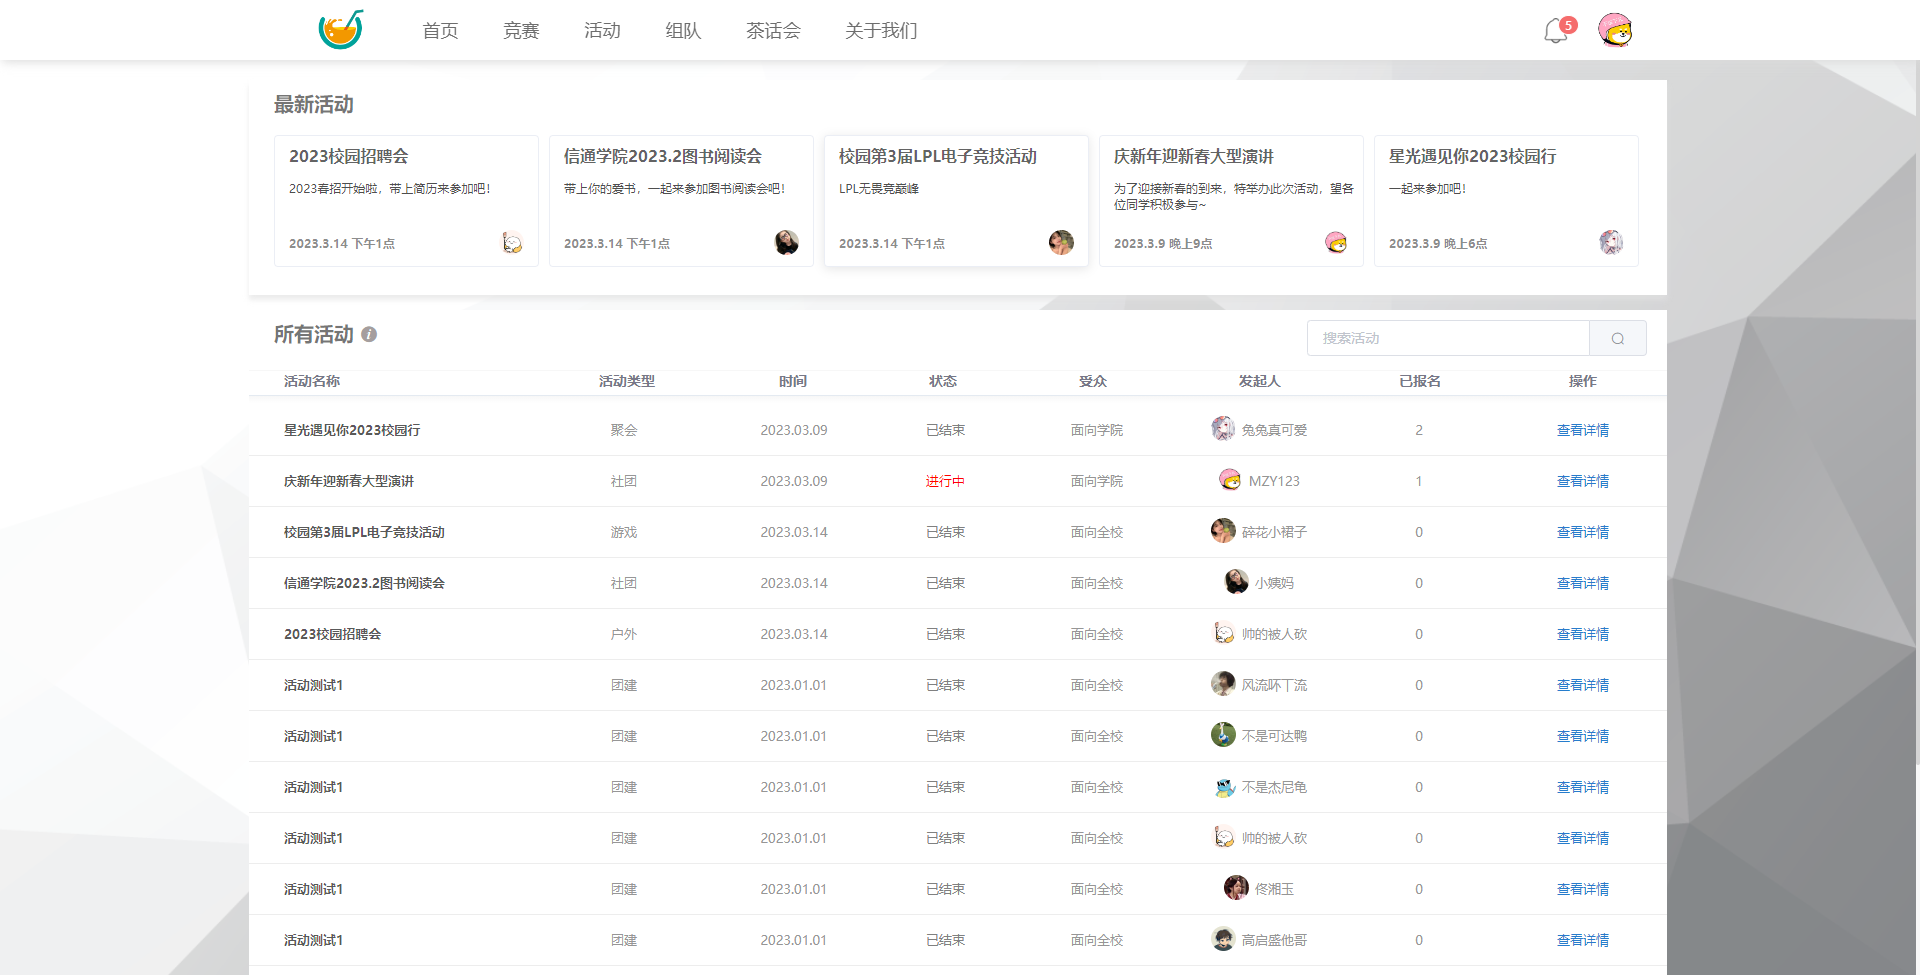 首页 竞赛 活动 组队 茶话会 关于我们 5
最新活动
2023校园招聘会
2023春招开始啦，带上简历来参加吧！
2023.3.14 下午1点
信通学院2023.2图书阅读会
带上你的爱书，一起来参加图书阅读会吧！
2023.3.14 下午1点
校园第3届LPL电子竞技活动
LPL无畏竞巅峰
2023.3.14 下午1点
庆新年迎新春大型演讲
为了迎接新春的到来，特举办此次活动，望各
位同学积极参与~
2023.3.9 晚上9点
星光遇见你2023校园行
一起来参加吧！
2023.3.9 晚上6点
所有活动
搜索活动
活动名称 活动类型 时间 状态 受众 发起人 已报名 操作
星光遇见你2023校园行 聚会 2023.03.09 已结束 面向学院 兔兔真可爱 2 查看详情
庆新年迎新春大型演讲 社团 2023.03.09 进行中 面向学院 MZY123 1 查看详情
校园第3届LPL电子竞技活动 游戏 2023.03.14 已结束 面向全校 碎花小裙子 0 查看详情
信通学院2023.2图书阅读会 社团 2023.03.14 已结束 面向全校 小姨妈 0 查看详情
2023校园招聘会 户外 2023.03.14 已结束 面向全校 帅的被人砍 0 查看详情
活动测试1 团建 2023.01.01 已结束 面向全校 风流吥丅流 0 查看详情
活动测试1 团建 2023.01.01 已结束 面向全校 不是可达鸭 0 查看详情
活动测试1 团建 2023.01.01 已结束 面向全校 不是杰尼龟 0 查看详情
活动测试1 团建 2023.01.01 已结束 面向全校 帅的被人砍 0 查看详情
活动测试1 团建 2023.01.01 已结束 面向全校 佟湘玉 0 查看详情
活动测试1 团建 2023.01.01 已结束 面向全校 高启盛他哥 0 查看详情